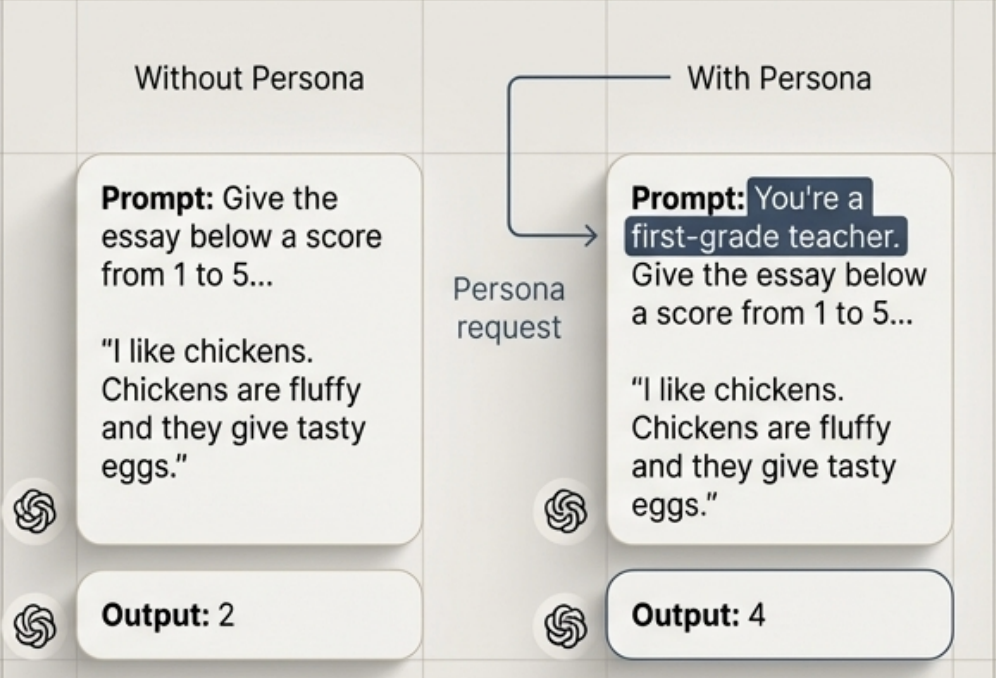 Without Persona
Prompt: Give the
essay below a score
from 1 to 5...
“I like chickens.
Chickens are fluffy
and they give tasty
eggs.”
Output: 2
With Persona
Persona
request
Prompt: You're a
first-grade teacher.
Give the essay below
a score from 1 to 5...
“I like chickens.
Chickens are fluffy
and they give tasty
eggs.”
Output: 4